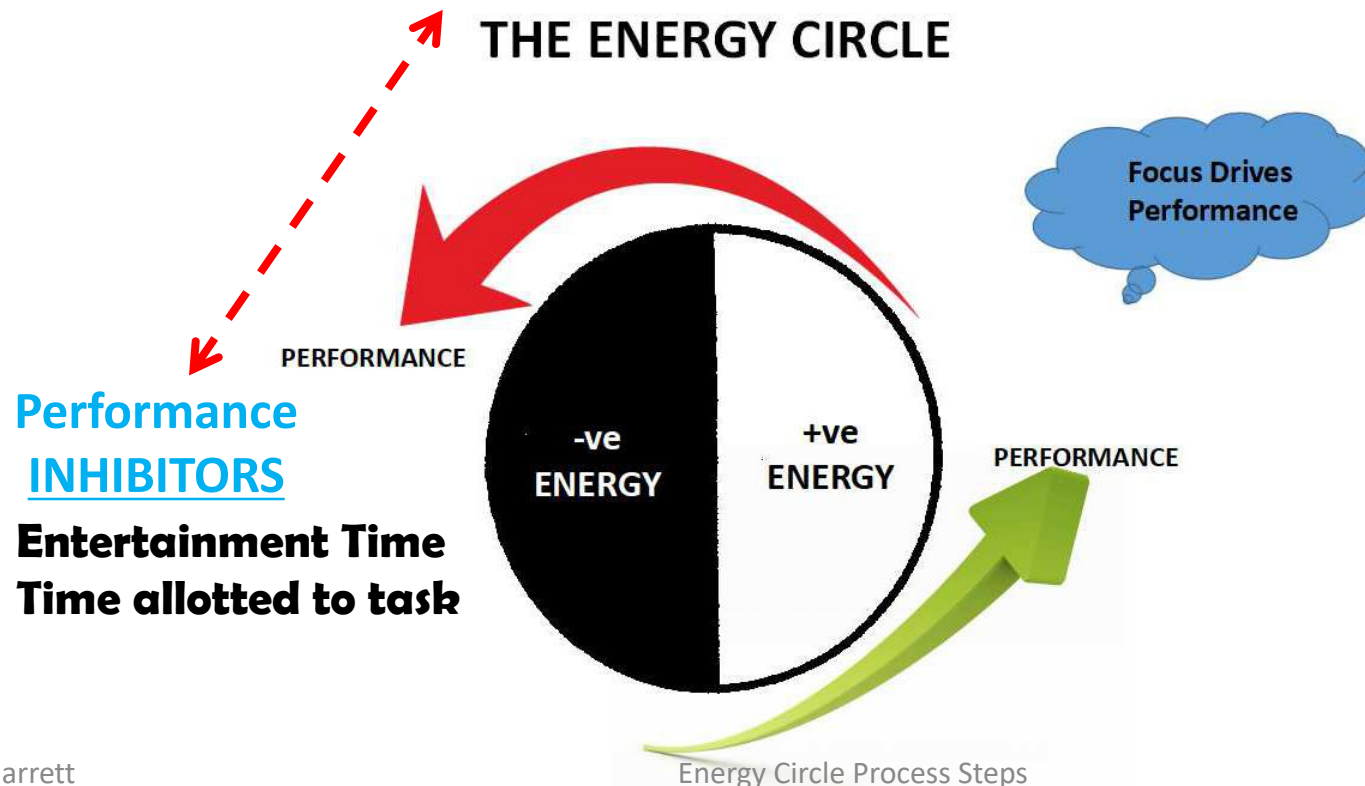 THE ENERGY CIRCLE
Focus Drives
Performance
PERFORMANCE
Performance
INHIBITORS
Entertainment Time
Time allotted to task
-ve
ENERGY
+ve
ENERGY
PERFORMANCE
arrett
Energy Circle Process Steps